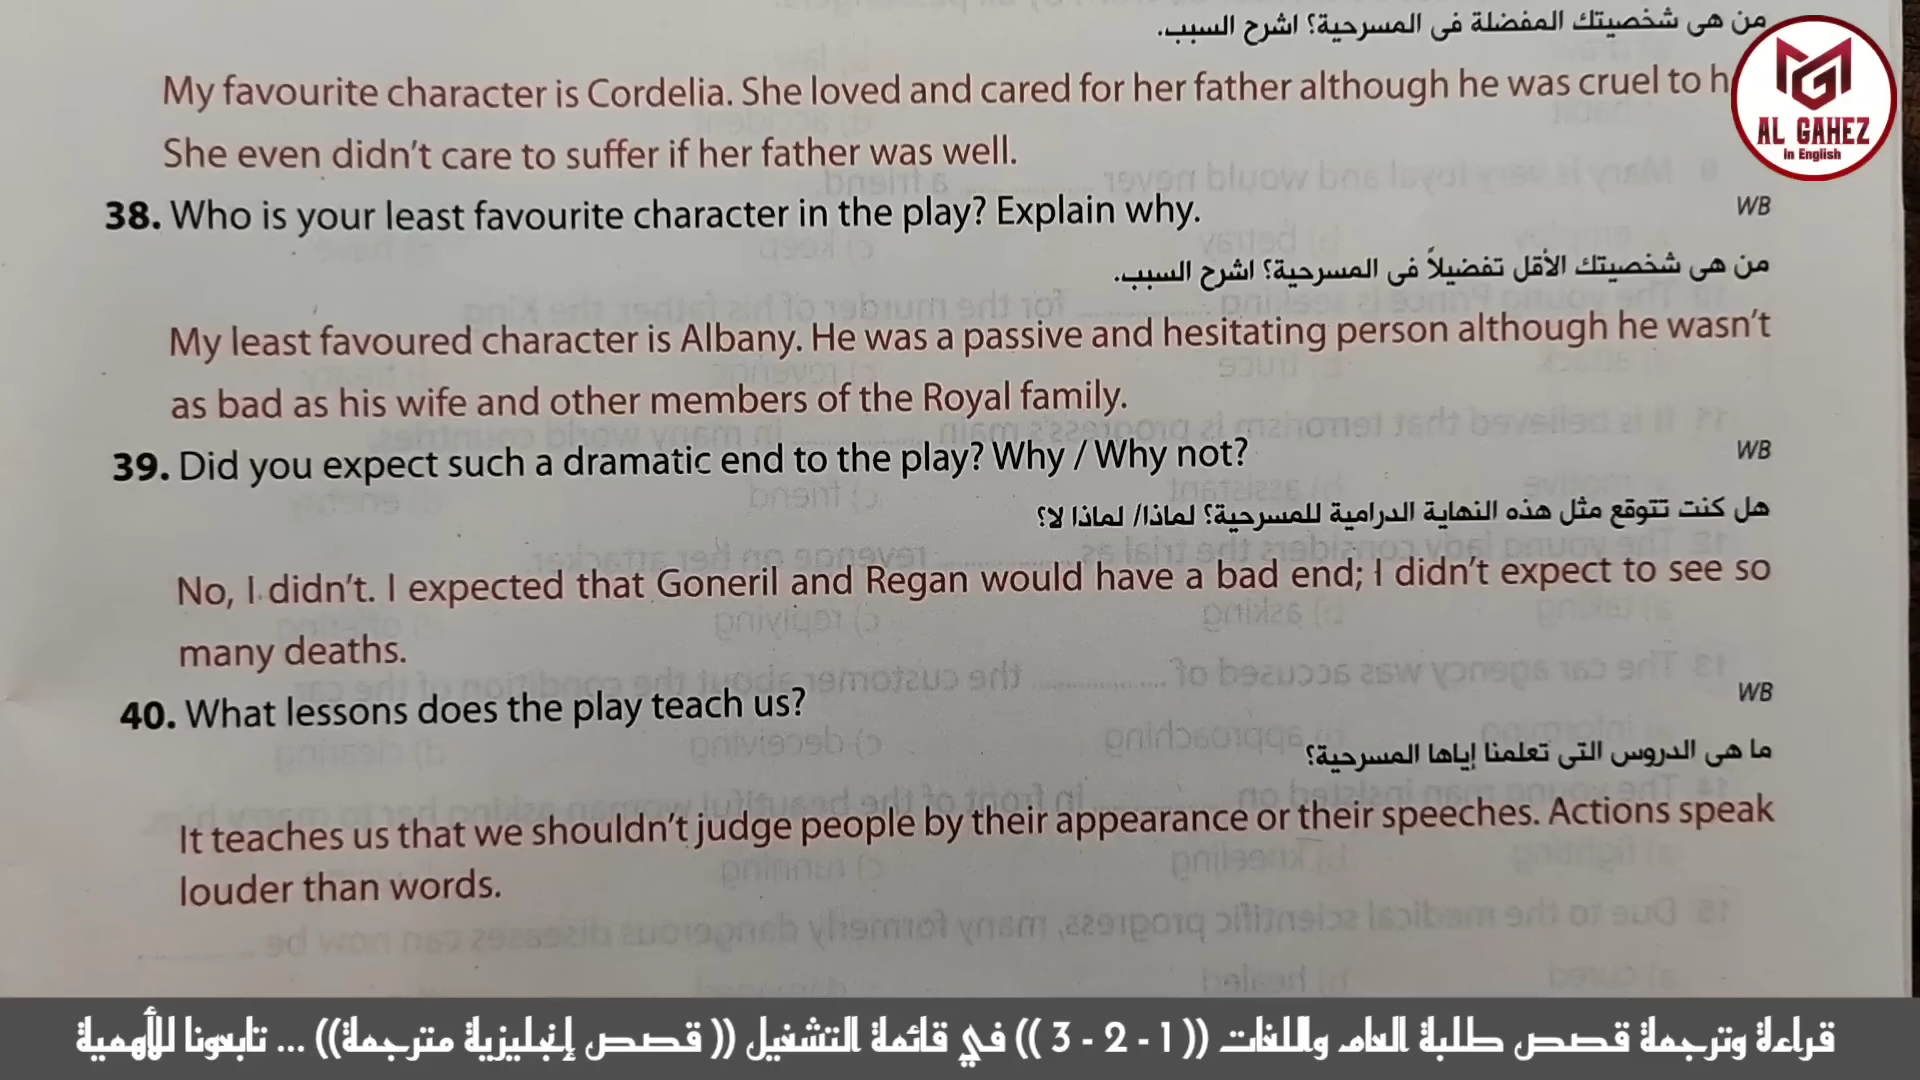 من هى شخصيتك المفضلة فى المسرحية؟ اشرح السبب.
My favourite character is Cordelia. She loved and cared for her father although he was cruel to
She even didn't care to suffer if her father was well.
38. Who is your least favourite character in the play? Explain why. WB
من هى شخصيتك الأقل تفضيلاً فى المسرحية؟ اشرح السبب.
My least favoured character is Albany. He was a passive and hesitating person although he wasn't
as bad as his wife and other members of the Royal family.
39. Did you expect such a dramatic end to the play? Why / Why not? WB
هل كنت تتوقع مثل هذه النهاية الدرامية للمسرحية؟ لماذا/ لماذا لا؟
No, I didn't. I expected that Goneril and Regan would have a bad end; I didn't expect to see so
many deaths.
40. What lessons does the play teach us? WB
ما هى الدروس التى تعلمنا إياها المسرحية؟
It teaches us that we shouldn't judge people by their appearance or their speeches. Actions speak
louder than words.
MG
AL GAHEZ
In English
قراءة وترجمة قصص طلبة العام واللغات ((1 - 2 - 3 )) في قائمة التشغيل (( قصص إنجليزية مترجمة)) ... تابعونا للأهمية